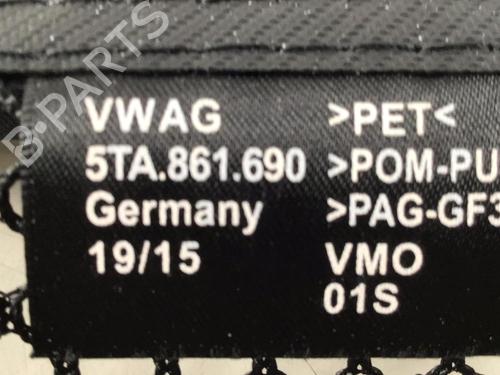 VWAG >PET<
5TA.861.690 >POM-PU
Germany >PAG-GF3
19/15 VMO
01S
B-PARTS